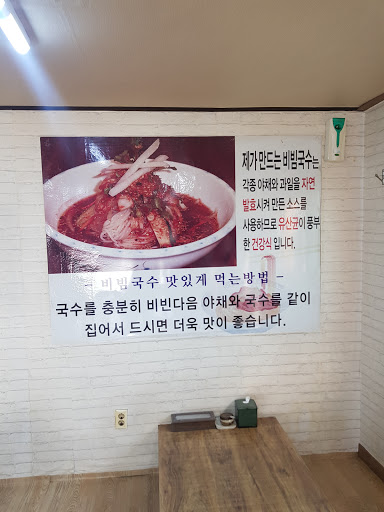 제가 만드는 비빔국수는
각종 야채와 과일을 자연
발효시켜 만든 소스를
사용하므로 유산균이 풍부
한 건강식 입니다.
- 비빔국수 맛있게 먹는방법 -
국수를 충분히 비빈다음 야채와 국수를 같이
집어서 드시면 더욱 맛이 좋습니다.